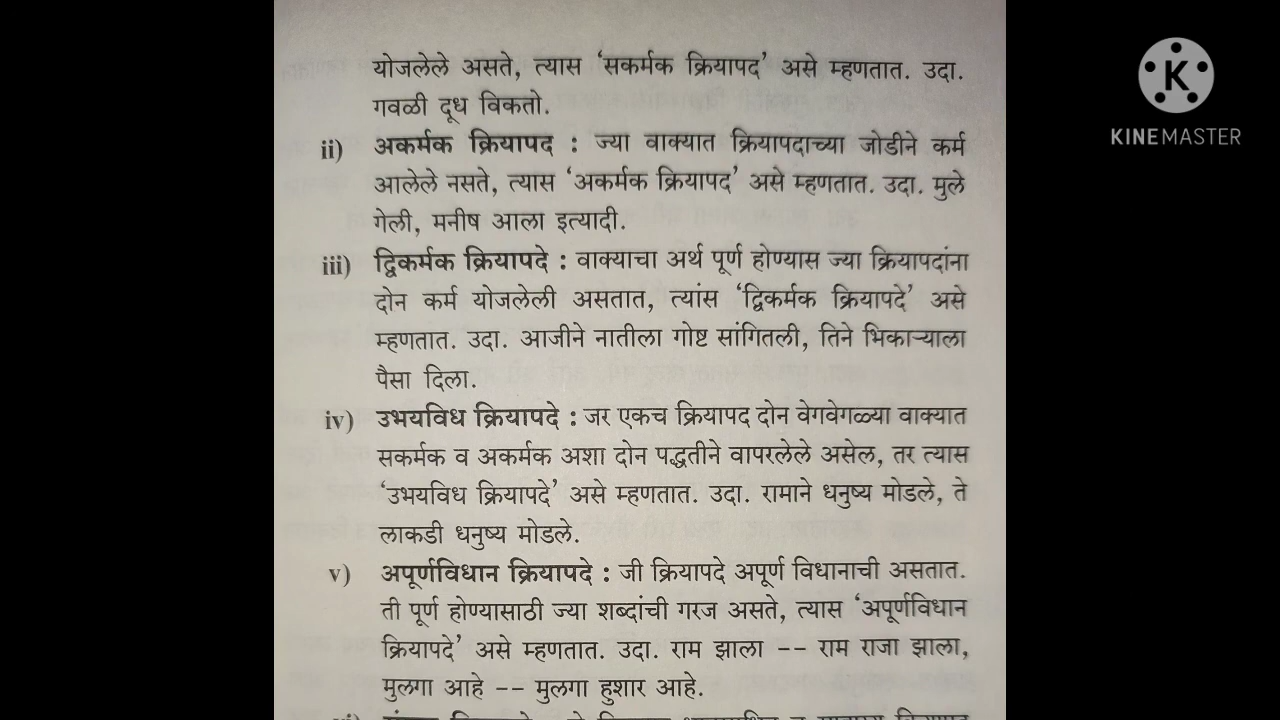 योजलेले असते, त्यास ‘सकर्मक क्रियापद’ असे म्हणतात. उदा.
गवळी दूध विकतो.
ii) अकर्मक क्रियापद : ज्या वाक्यात क्रियापदाच्या जोडीने कर्म
आलेले नसते, त्यास ‘अकर्मक क्रियापद’ असे म्हणतात. उदा. मुले
गेली, मनीष आला इत्यादी.
iii) द्विकर्मक क्रियापदे : वाक्याचा अर्थ पूर्ण होण्यास ज्या क्रियापदांना
दोन कर्म योजलेली असतात, त्यांस ‘द्विकर्मक क्रियापदे’ असे
म्हणतात. उदा. आजीने नातीला गोष्ट सांगितली, तिने भिकाऱ्याला
पैसा दिला.
iv) उभयविध क्रियापदे : जर एकच क्रियापद दोन वेगवेगळ्या वाक्यात
सकर्मक व अकर्मक अशा दोन पद्धतीने वापरलेले असेल, तर त्यास
‘उभयविध क्रियापदे’ असे म्हणतात. उदा. रामाने धनुष्य मोडले, ते
लाकडी धनुष्य मोडले.
v) अपूर्णविधान क्रियापदे : जी क्रियापदे अपूर्ण विधानाची असतात.
ती पूर्ण होण्यासाठी ज्या शब्दांची गरज असते, त्यास ‘अपूर्णविधान
क्रियापदे’ असे म्हणतात. उदा. राम झाला -- राम राजा झाला,
मुलगा आहे -- मुलगा हुशार आहे.
K
KINEMASTER